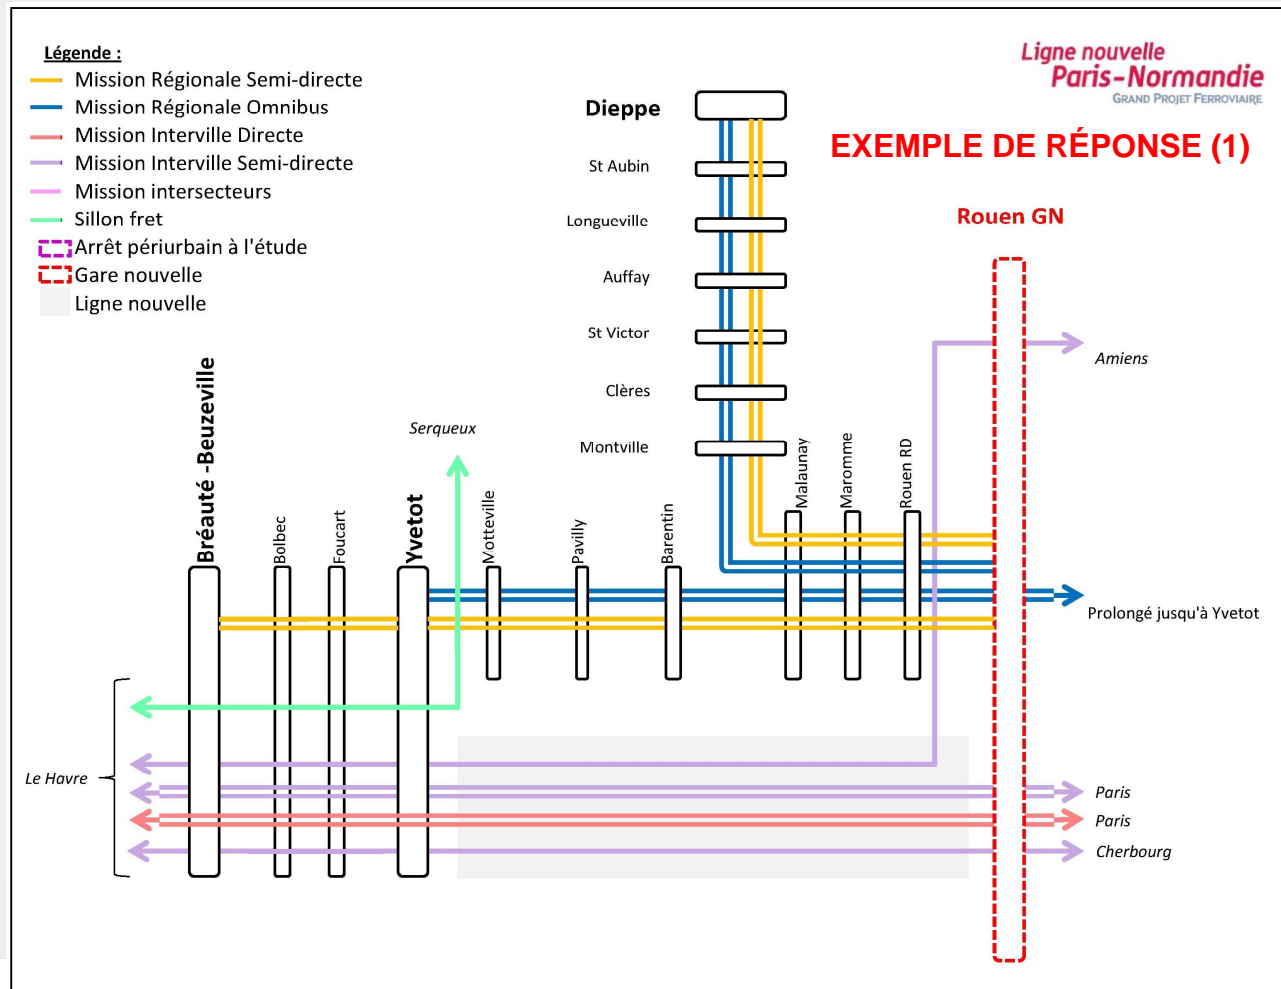 Légende :
Mission Régionale Semi-directe
Mission Régionale Omnibus
Mission Interville Directe
Mission Interville Semi-directe
Mission intersecteurs
Sillon fret
Arrêt périurbain à l'étude
Gare nouvelle
Ligne nouvelle
Ligne nouvelle
Paris-Normandie
GRAND PROJET FERROVIAIRE
EXEMPLE DE RÉPONSE (1)
Dieppe
St Aubin
Longueville
Auffay
St Victor
Clères
Montville
Rouen GN
Amiens
Serqueux
Bréauté -Beuzeville
Bolbec
Foucart
Yvetot
Motteville
Pavilly
Barentin
Malaunay
Maromme
Rouen RD
Prolongé jusqu'à Yvetot
Le Havre
Paris
Paris
Cherbourg